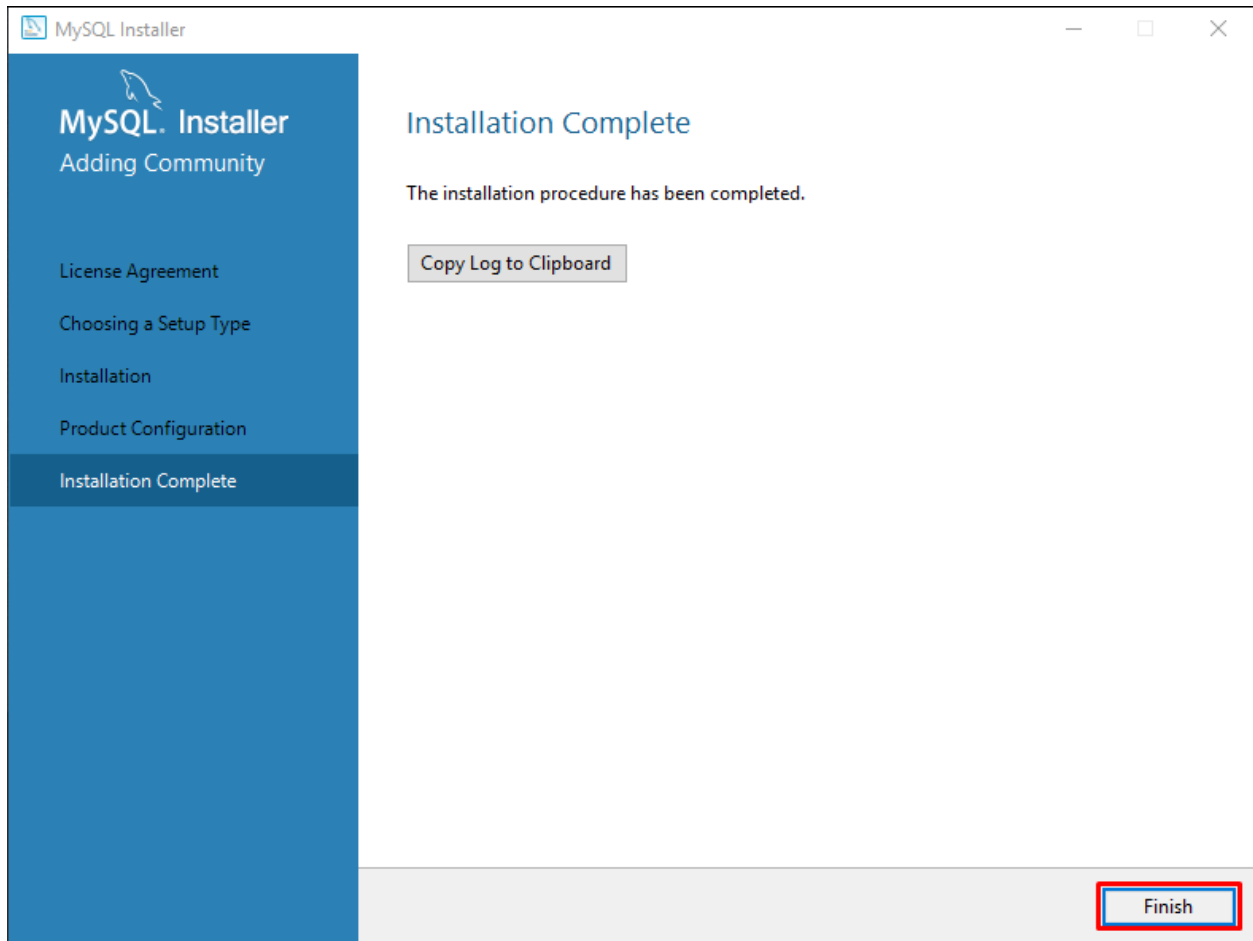 MySQL Installer
MySQL. Installer
Adding Community
License Agreement
Choosing a Setup Type
Installation
Product Configuration
Installation Complete
Installation Complete
The installation procedure has been completed.
Copy Log to Clipboard
Finish